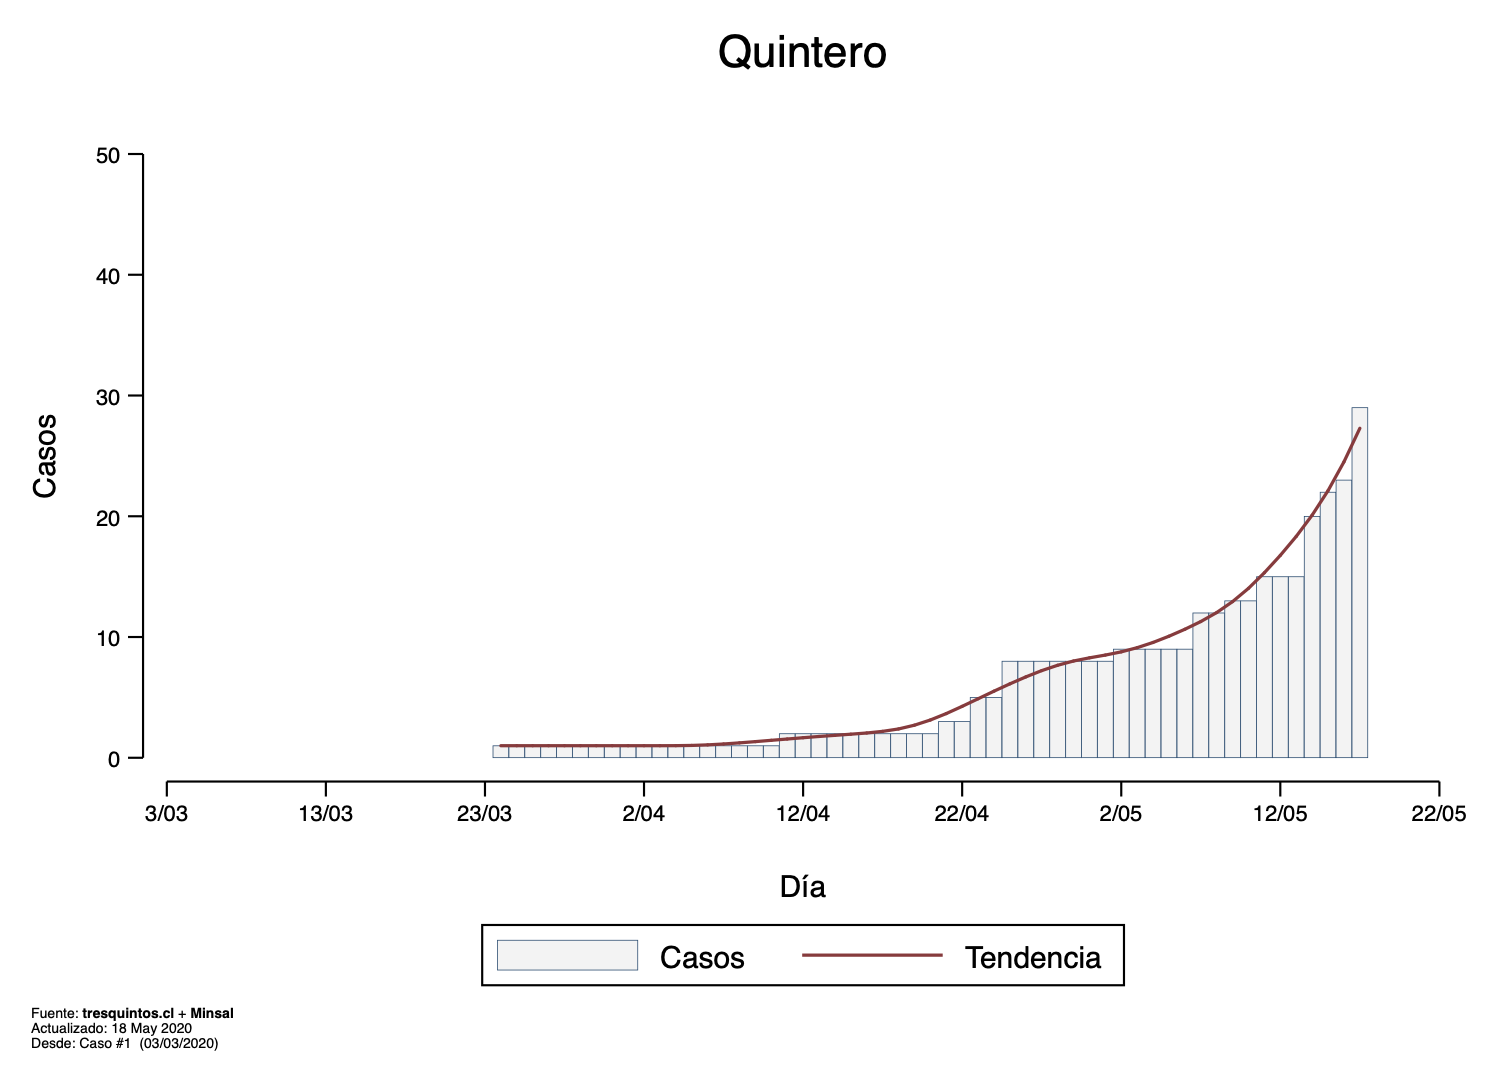 Quintero
50
40
30
20
10
0
Casos
3/03 13/03 23/03 2/04 12/04 22/04 2/05 12/05 22/05
Día
Casos Tendencia
Fuente: tresquintos.cl + Minsal
Actualizado: 18 May 2020
Desde: Caso #1 (03/03/2020)